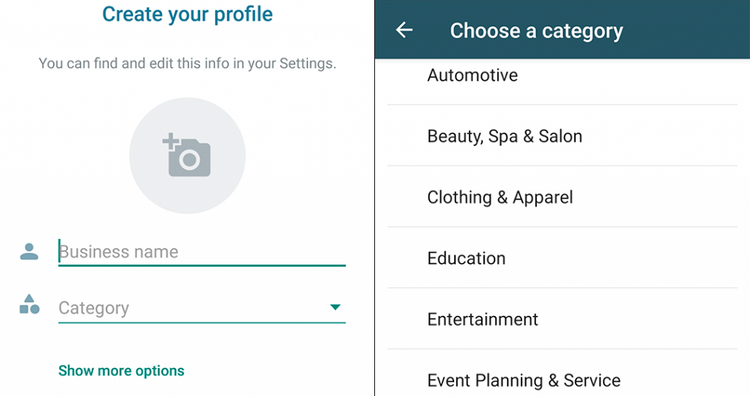 Create your profile
You can find and edit this info in your Settings.
Business name
Category
Show more options
Choose a category
Automotive
Beauty, Spa & Salon
Clothing & Apparel
Education
Entertainment
Event Planning & Service